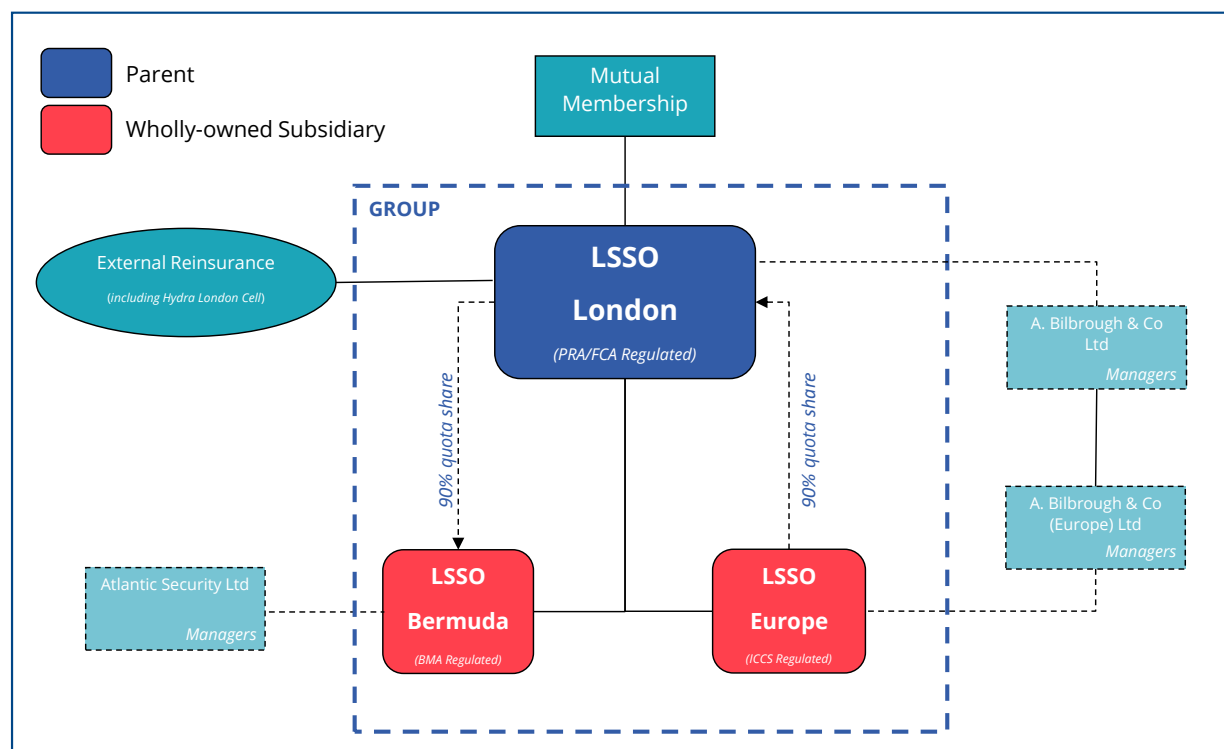 Parent
Wholly-owned Subsidiary
Mutual
Membership
GROUP
External Reinsurance
(including Hydra London Cell)
LSSO
London
(PRA/FCA Regulated)
A. Bilbrough & Co
Ltd
Managers
90% quota share
90% quota share
A. Bilbrough & Co
(Europe) Ltd
Managers
Atlantic Security Ltd
Managers
LSSO
Bermuda
(BMA Regulated)
LSSO
Europe
(ICCS Regulated)